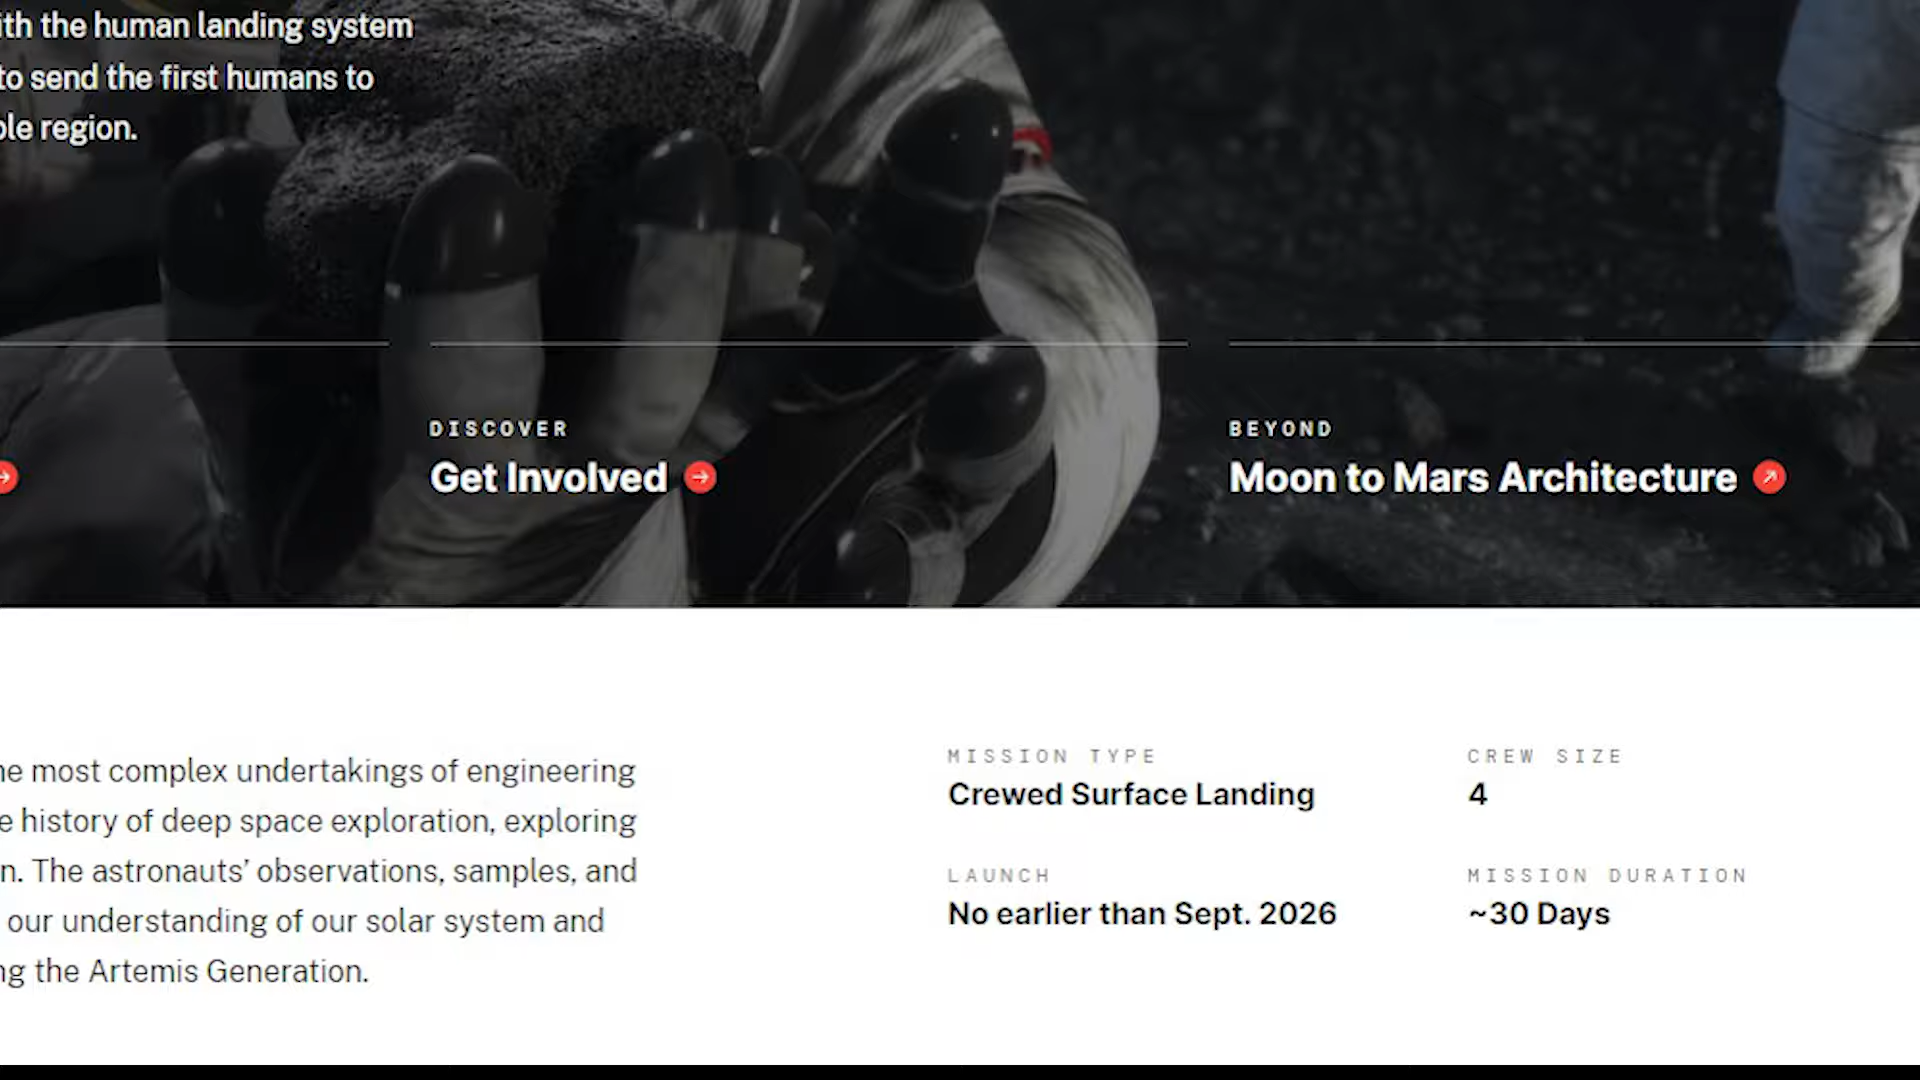 ith the human landing system
to send the first humans to
ole region.
DISCOVER
Get Involved
BEYOND
Moon to Mars Architecture
he most complex undertakings of engineering
e history of deep space exploration, exploring
n. The astronauts’ observations, samples, and
our understanding of our solar system and
ng the Artemis Generation.
MISSION TYPE
Crewed Surface Landing
CREW SIZE
4
LAUNCH
No earlier than Sept. 2026
MISSION DURATION
~30 Days